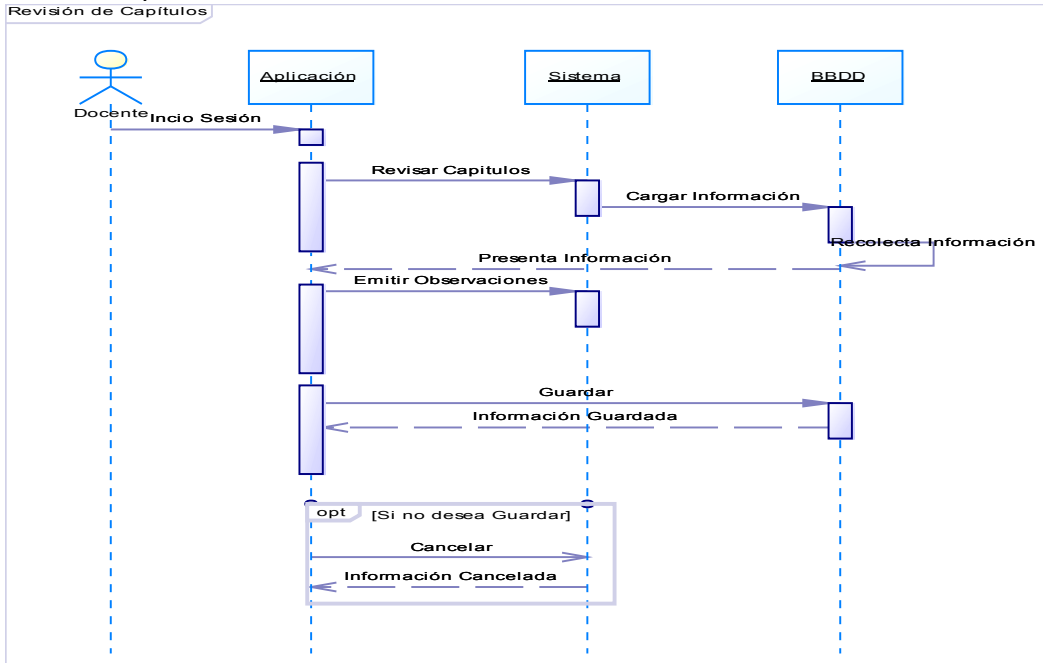 Revisión de Capítulos
Aplicación
Sistema
BBDD
Docente
Incio Sesión
Revisar Capitulos
Cargar Información
Recolecta Información
Presenta Información
Emitir Observaciones
Guardar
Información Guardada
opt
[Si no desea Guardar]
Cancelar
Información Cancelada